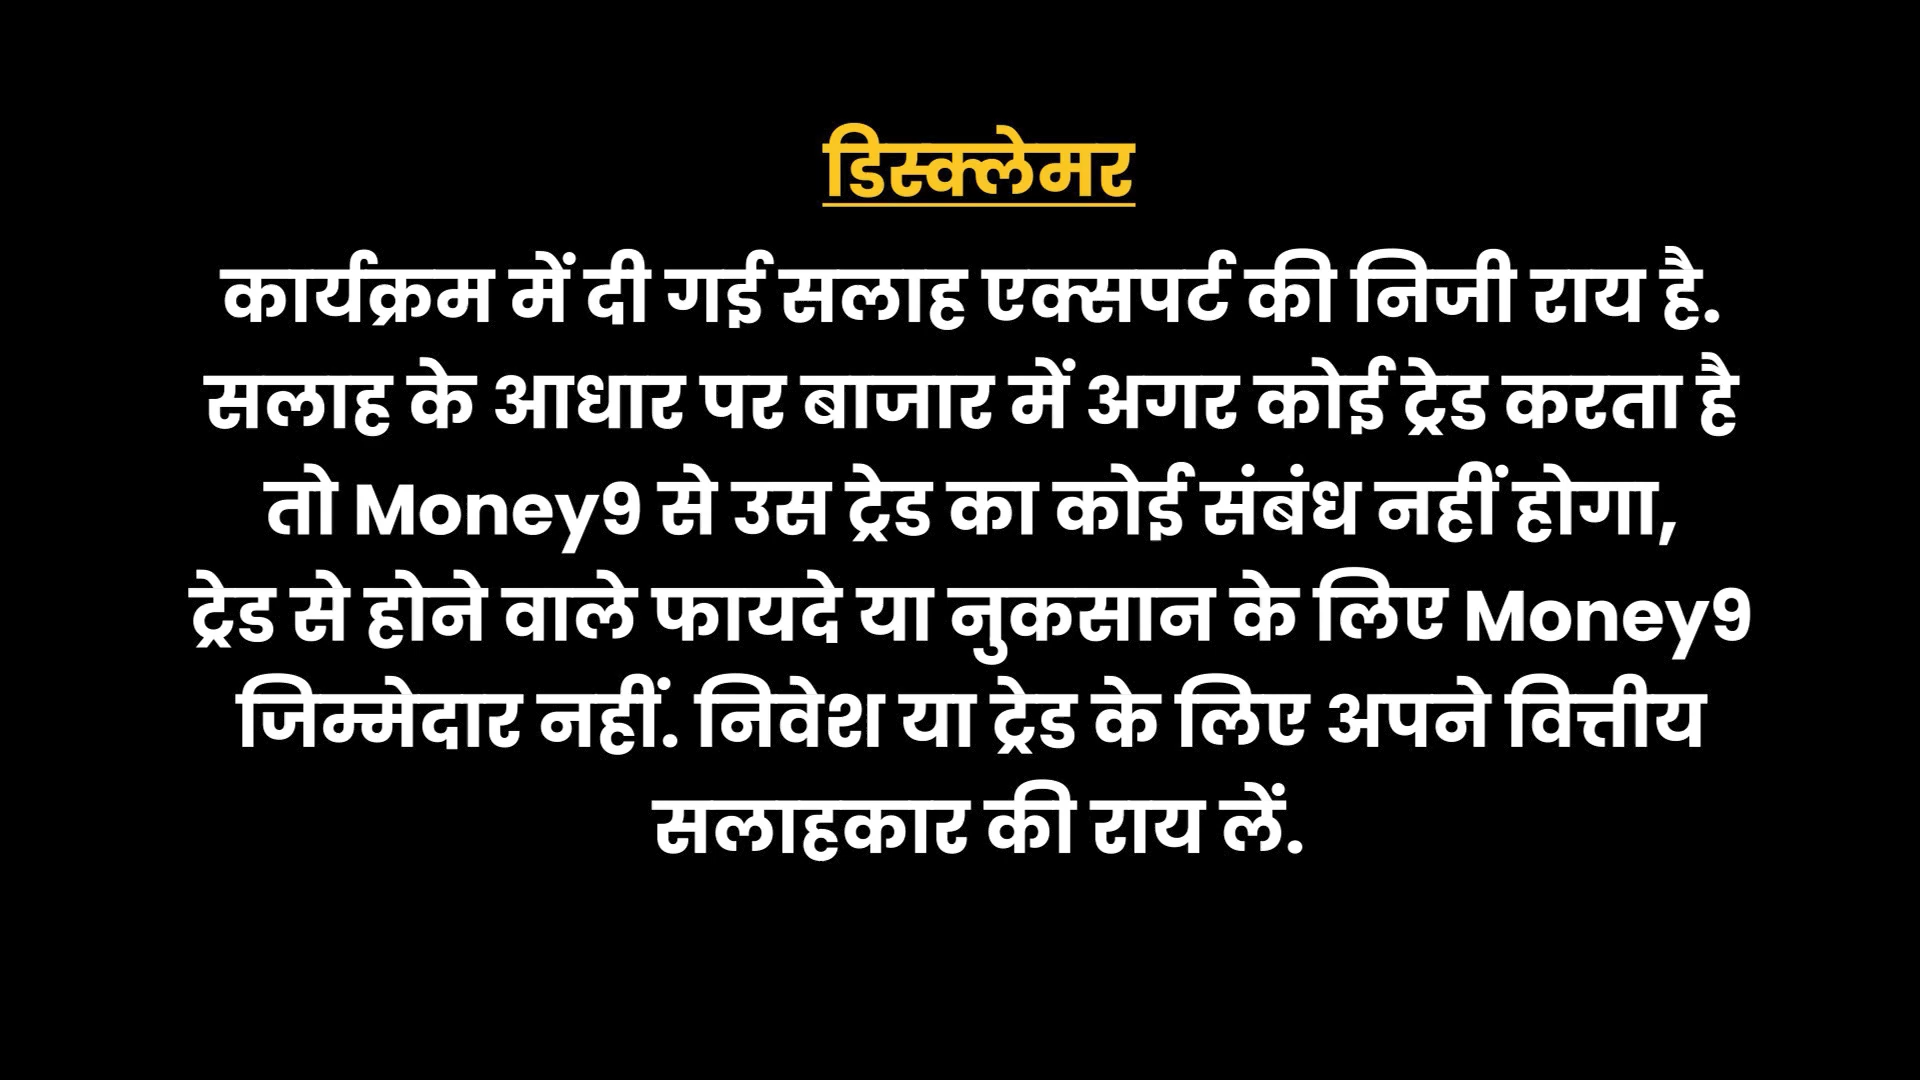 डिस्क्लेमर
कार्यक्रम में दी गई सलाह एक्सपर्ट की निजी राय है.
सलाह के आधार पर बाजार में अगर कोई ट्रेड करता है
तो Money9 से उस ट्रेड का कोई संबंध नहीं होगा,
ट्रेड से होने वाले फायदे या नुकसान के लिए Money9
जिम्मेदार नहीं. निवेश या ट्रेड के लिए अपने वित्तीय
सलाहकार की राय लें.